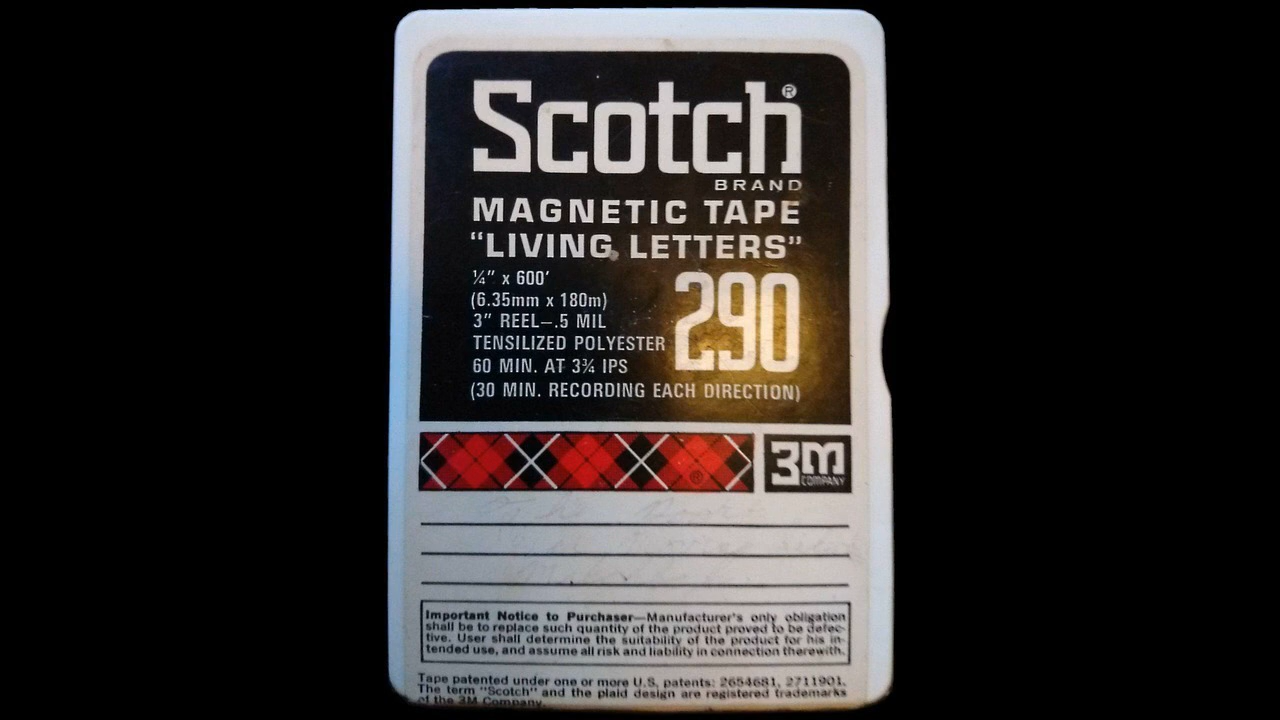 Scotch®
BRAND
MAGNETIC TAPE
“LIVING LETTERS”
¼” x 600’
(6.35mm x 180m)
3” REEL–.5 MIL
TENSILIZED POLYESTER
60 MIN. AT 3¾ IPS
290
(30 MIN. RECORDING EACH DIRECTION)
®
3M
COMPANY
Important Notice to Purchaser—Manufacturer's only obligation
shall be to replace such quantity of the product proved to be defec-
tive. User shall determine the suitability of the product for his in-
tended use, and assume all risk and liability in connection therewith.
Tape patented under one or more U.S. patents: 2654681, 2711901.
The term "Scotch" and the plaid design are registered trademarks
of the 3M Company.